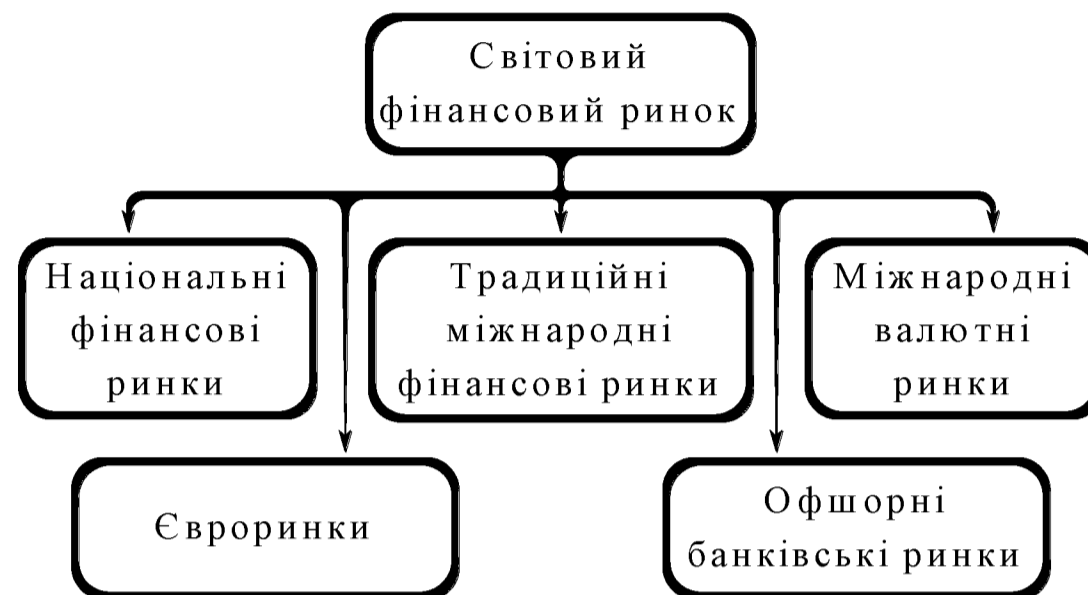 Світовий
фінансовий ринок
Національні
фінансові
ринки
Традиційні
міжнародні
фінансові ринки
Міжнародні
валютні
ринки
Євроринки
Офшорні
банківські ринки